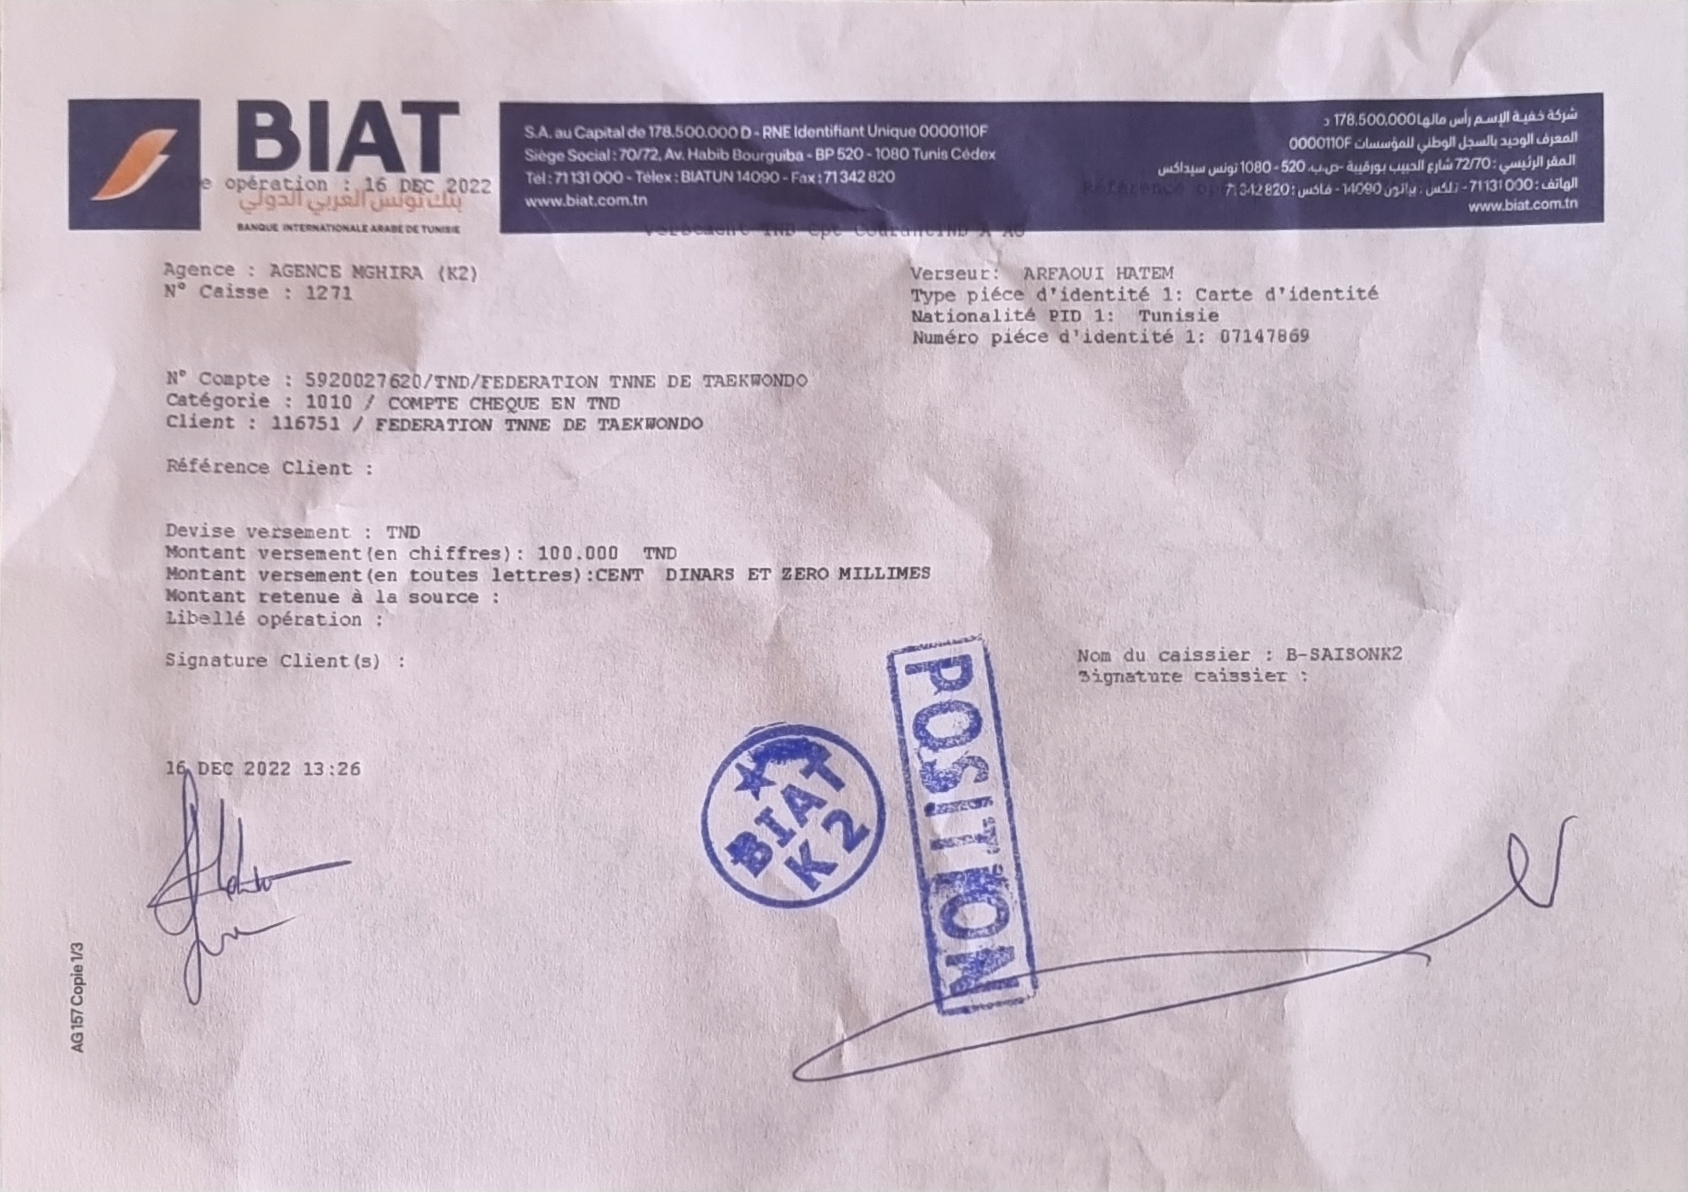 BIAT
بنك تونس العربي الدولي
BANQUE INTERNATIONALE ARABE DE TUNISIE
S.A. au Capital de 178.500.000 D - RNE Identifiant Unique 0000110F
Siège Social : 70/72, Av. Habib Bourguiba - BP 520 - 1080 Tunis Cédex
Tel : 71 131 000 - Telex : BIATUN 14090 - Fax : 71 342 820
www.biat.com.tn
شركة خفية الإسم رأس مالها 178.500.000 د
المعرف الوحيد بالسجل الوطني للمؤسسات 0000110F
المقر الرئيسي : 72/70 شارع الحبيب بورقيبة -ص.ب. 520 - 1080 تونس سيداكس
الهاتف : 71131000 - تلكس : بياتون 14090 - فاكس : 71342820
www.biat.com.tn
e opération : 16 DEC 2022
Versement TND Cpt CourantTND A AG
Agence : AGENCE MGHIRA (K2)
N° Caisse : 1271
Verseur: ARFAOUI HATEM
Type piéce d'identité 1: Carte d'identité
Nationalité PID 1: Tunisie
Numéro piéce d'identité 1: 07147869
N° Compte : 5920027620/TND/FEDERATION TNNE DE TAEKWONDO
Catégorie : 1010 / COMPTE CHEQUE EN TND
Client : 116751 / FEDERATION TNNE DE TAEKWONDO
Référence Client :
Devise versement : TND
Montant versement(en chiffres): 100.000 TND
Montant versement(en toutes lettres):CENT DINARS ET ZERO MILLIMES
Montant retenue à la source :
Libellé opération :
Signature Client(s) :
Nom du caissier : B-SAISONK2
Signature caissier :
16 DEC 2022 13:26
BIAT
K2
POSITION
AG 157 Copie 1/3